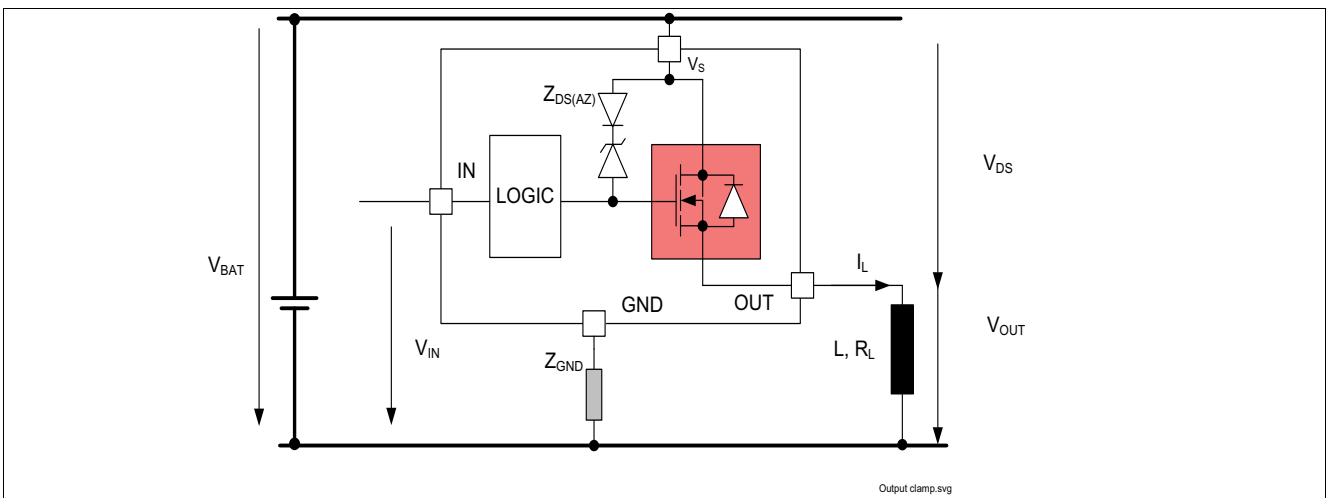 V_S
Z_DS(AZ)
IN
LOGIC
V_DS
V_BAT
I_L
GND
OUT
V_OUT
V_IN
Z_GND
L, R_L
Output clamp.svg